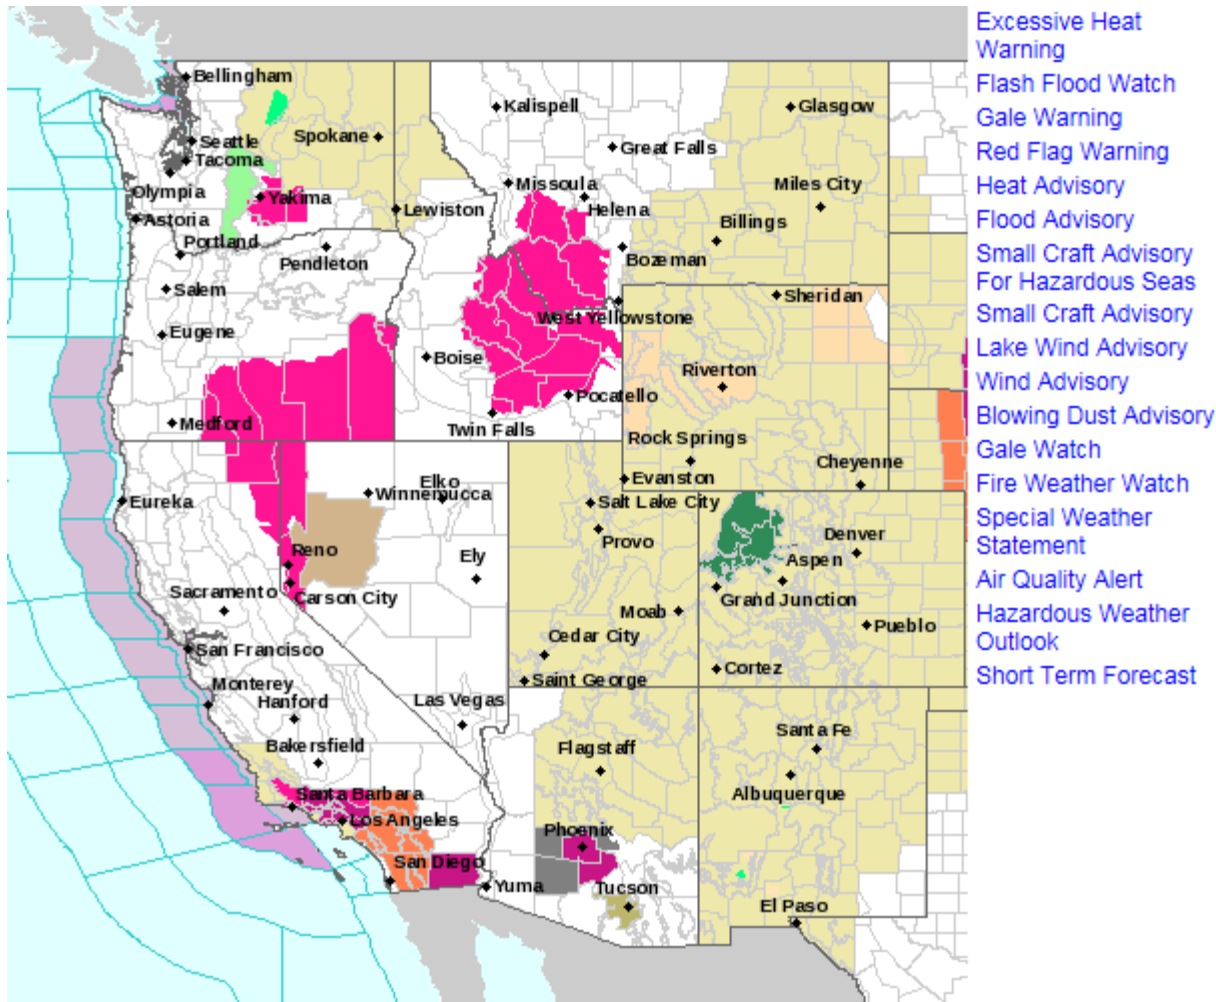 Excessive Heat
Warning
Flash Flood Watch
Gale Warning
Red Flag Warning
Heat Advisory
Flood Advisory
Small Craft Advisory
For Hazardous Seas
Small Craft Advisory
Lake Wind Advisory
Wind Advisory
Blowing Dust Advisory
Gale Watch
Fire Weather Watch
Special Weather
Statement
Air Quality Alert
Hazardous Weather
Outlook
Short Term Forecast
Bellingham
Kalispell
Glasgow
Spokane
Seattle
Great Falls
Tacoma
Missoula
Miles City
Olympia
Yakima
Helena
Lewiston
Astoria
Billings
Portland
Pendleton
Bozeman
Salem
Sheridan
West Yellowstone
Eugene
Boise
Riverton
Pocatello
Medford
Twin Falls
Rock Springs
Cheyenne
Evanston
Elko
Winnemucca
Eureka
Salt Lake City
Denver
Provo
Reno
Ely
Aspen
Sacramento
Carson City
Grand Junction
Moab
Pueblo
Cedar City
San Francisco
Cortez
Saint George
Monterey
Hanford
Las Vegas
Santa Fe
Bakersfield
Flagstaff
Albuquerque
Santa Barbara
Los Angeles
Phoenix
San Diego
Yuma
Tucson
El Paso